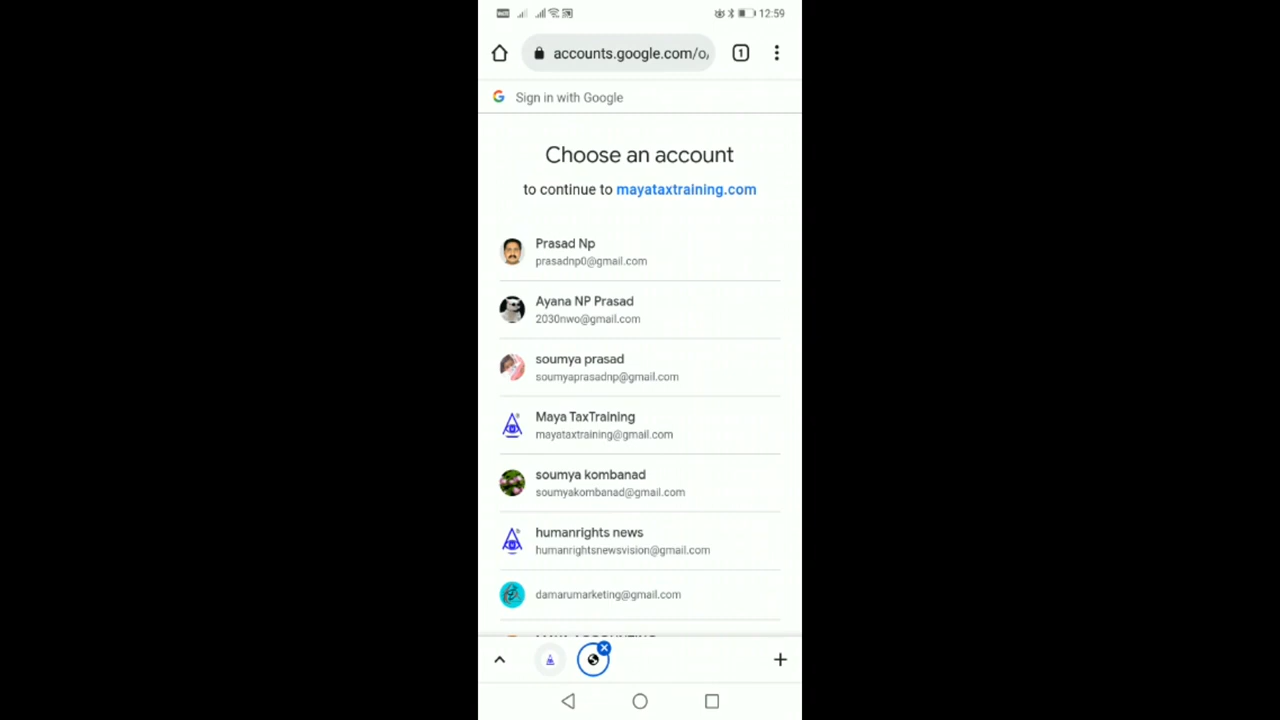 12:59
accounts.google.com/o/
1
Sign in with Google
Choose an account
to continue to mayataxtraining.com
Prasad Np
prasadnp0@gmail.com
Ayana NP Prasad
2030nwo@gmail.com
soumya prasad
soumyaprasadnp@gmail.com
Maya TaxTraining
mayataxtraining@gmail.com
soumya kombanad
soumyakombanad@gmail.com
humanrights news
humanrightsnewsvision@gmail.com
damarumarketing@gmail.com